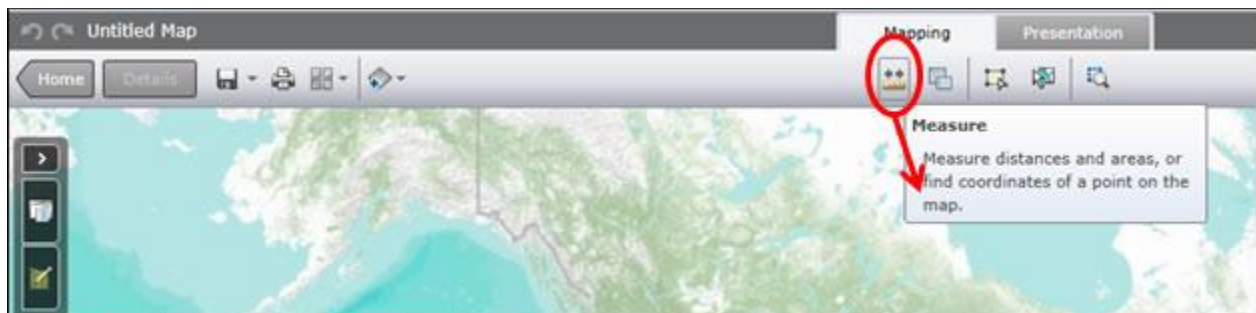 Untitled Map
Mapping
Presentation
Home
Details
Measure
Measure distances and areas, or
find coordinates of a point on the
map.